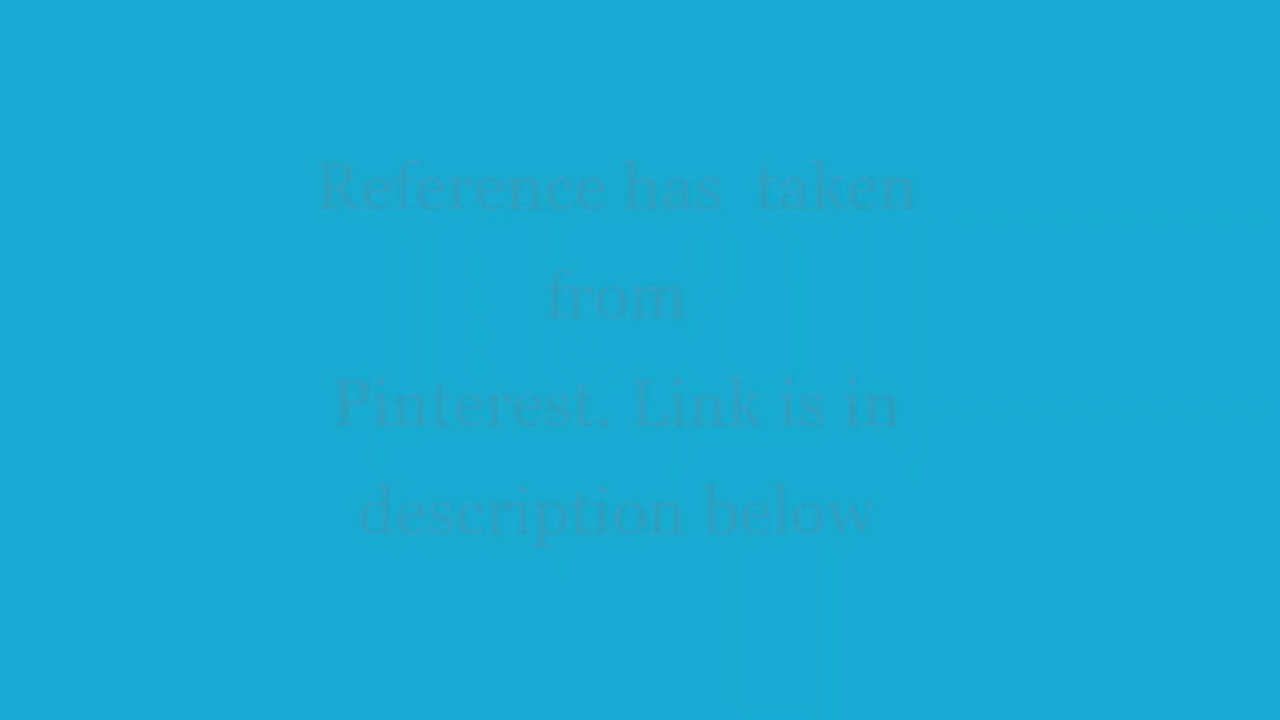 Reference has taken
from
Pinterest. Link is in
description below